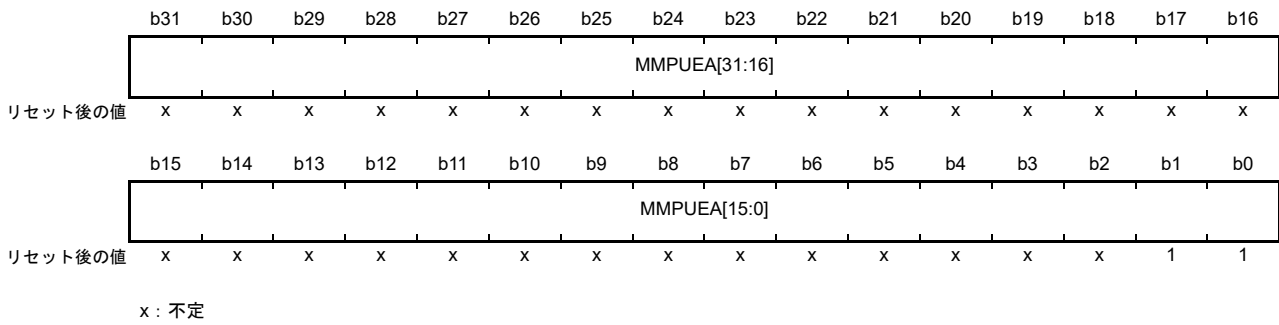 b31 b30 b29 b28 b27 b26 b25 b24 b23 b22 b21 b20 b19 b18 b17 b16
MMPUEA[31:16]
リセット後の値 x x x x x x x x x x x x x x x x
b15 b14 b13 b12 b11 b10 b9 b8 b7 b6 b5 b4 b3 b2 b1 b0
MMPUEA[15:0]
リセット後の値 x x x x x x x x x x x x x x 1 1
x：不定